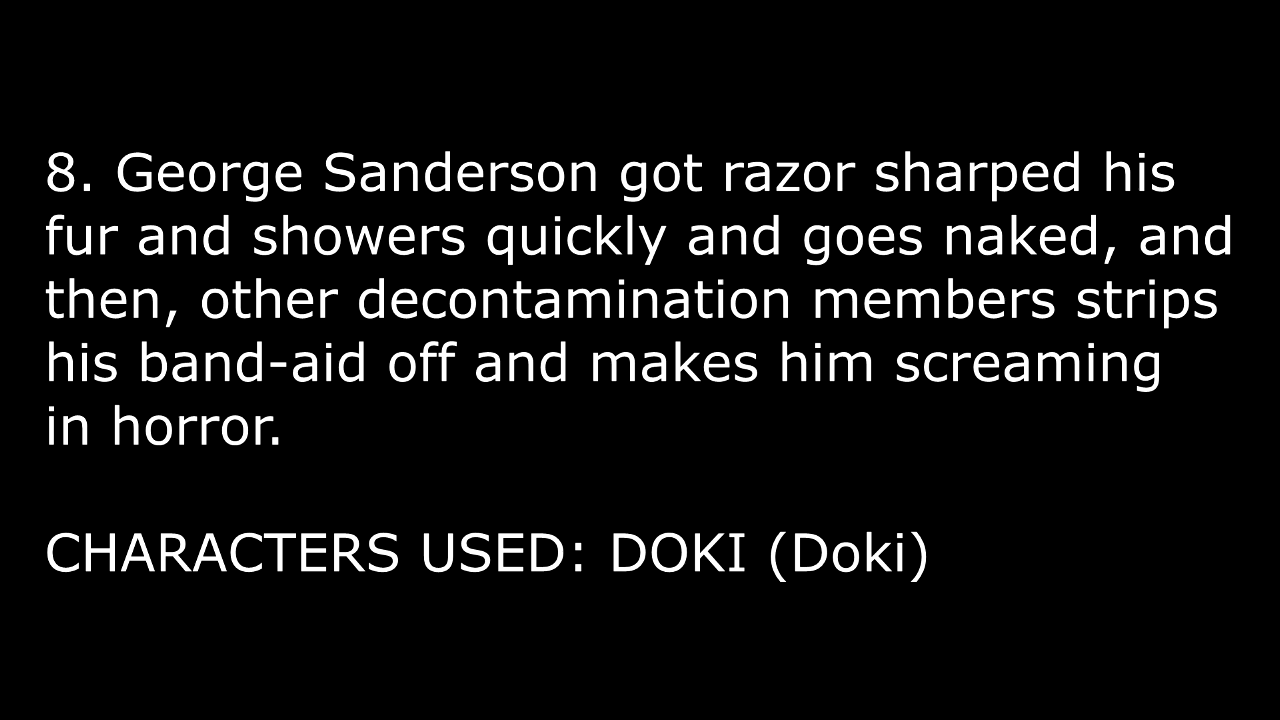 8. George Sanderson got razor sharped his
fur and showers quickly and goes naked, and
then, other decontamination members strips
his band-aid off and makes him screaming
in horror.
CHARACTERS USED: DOKI (Doki)